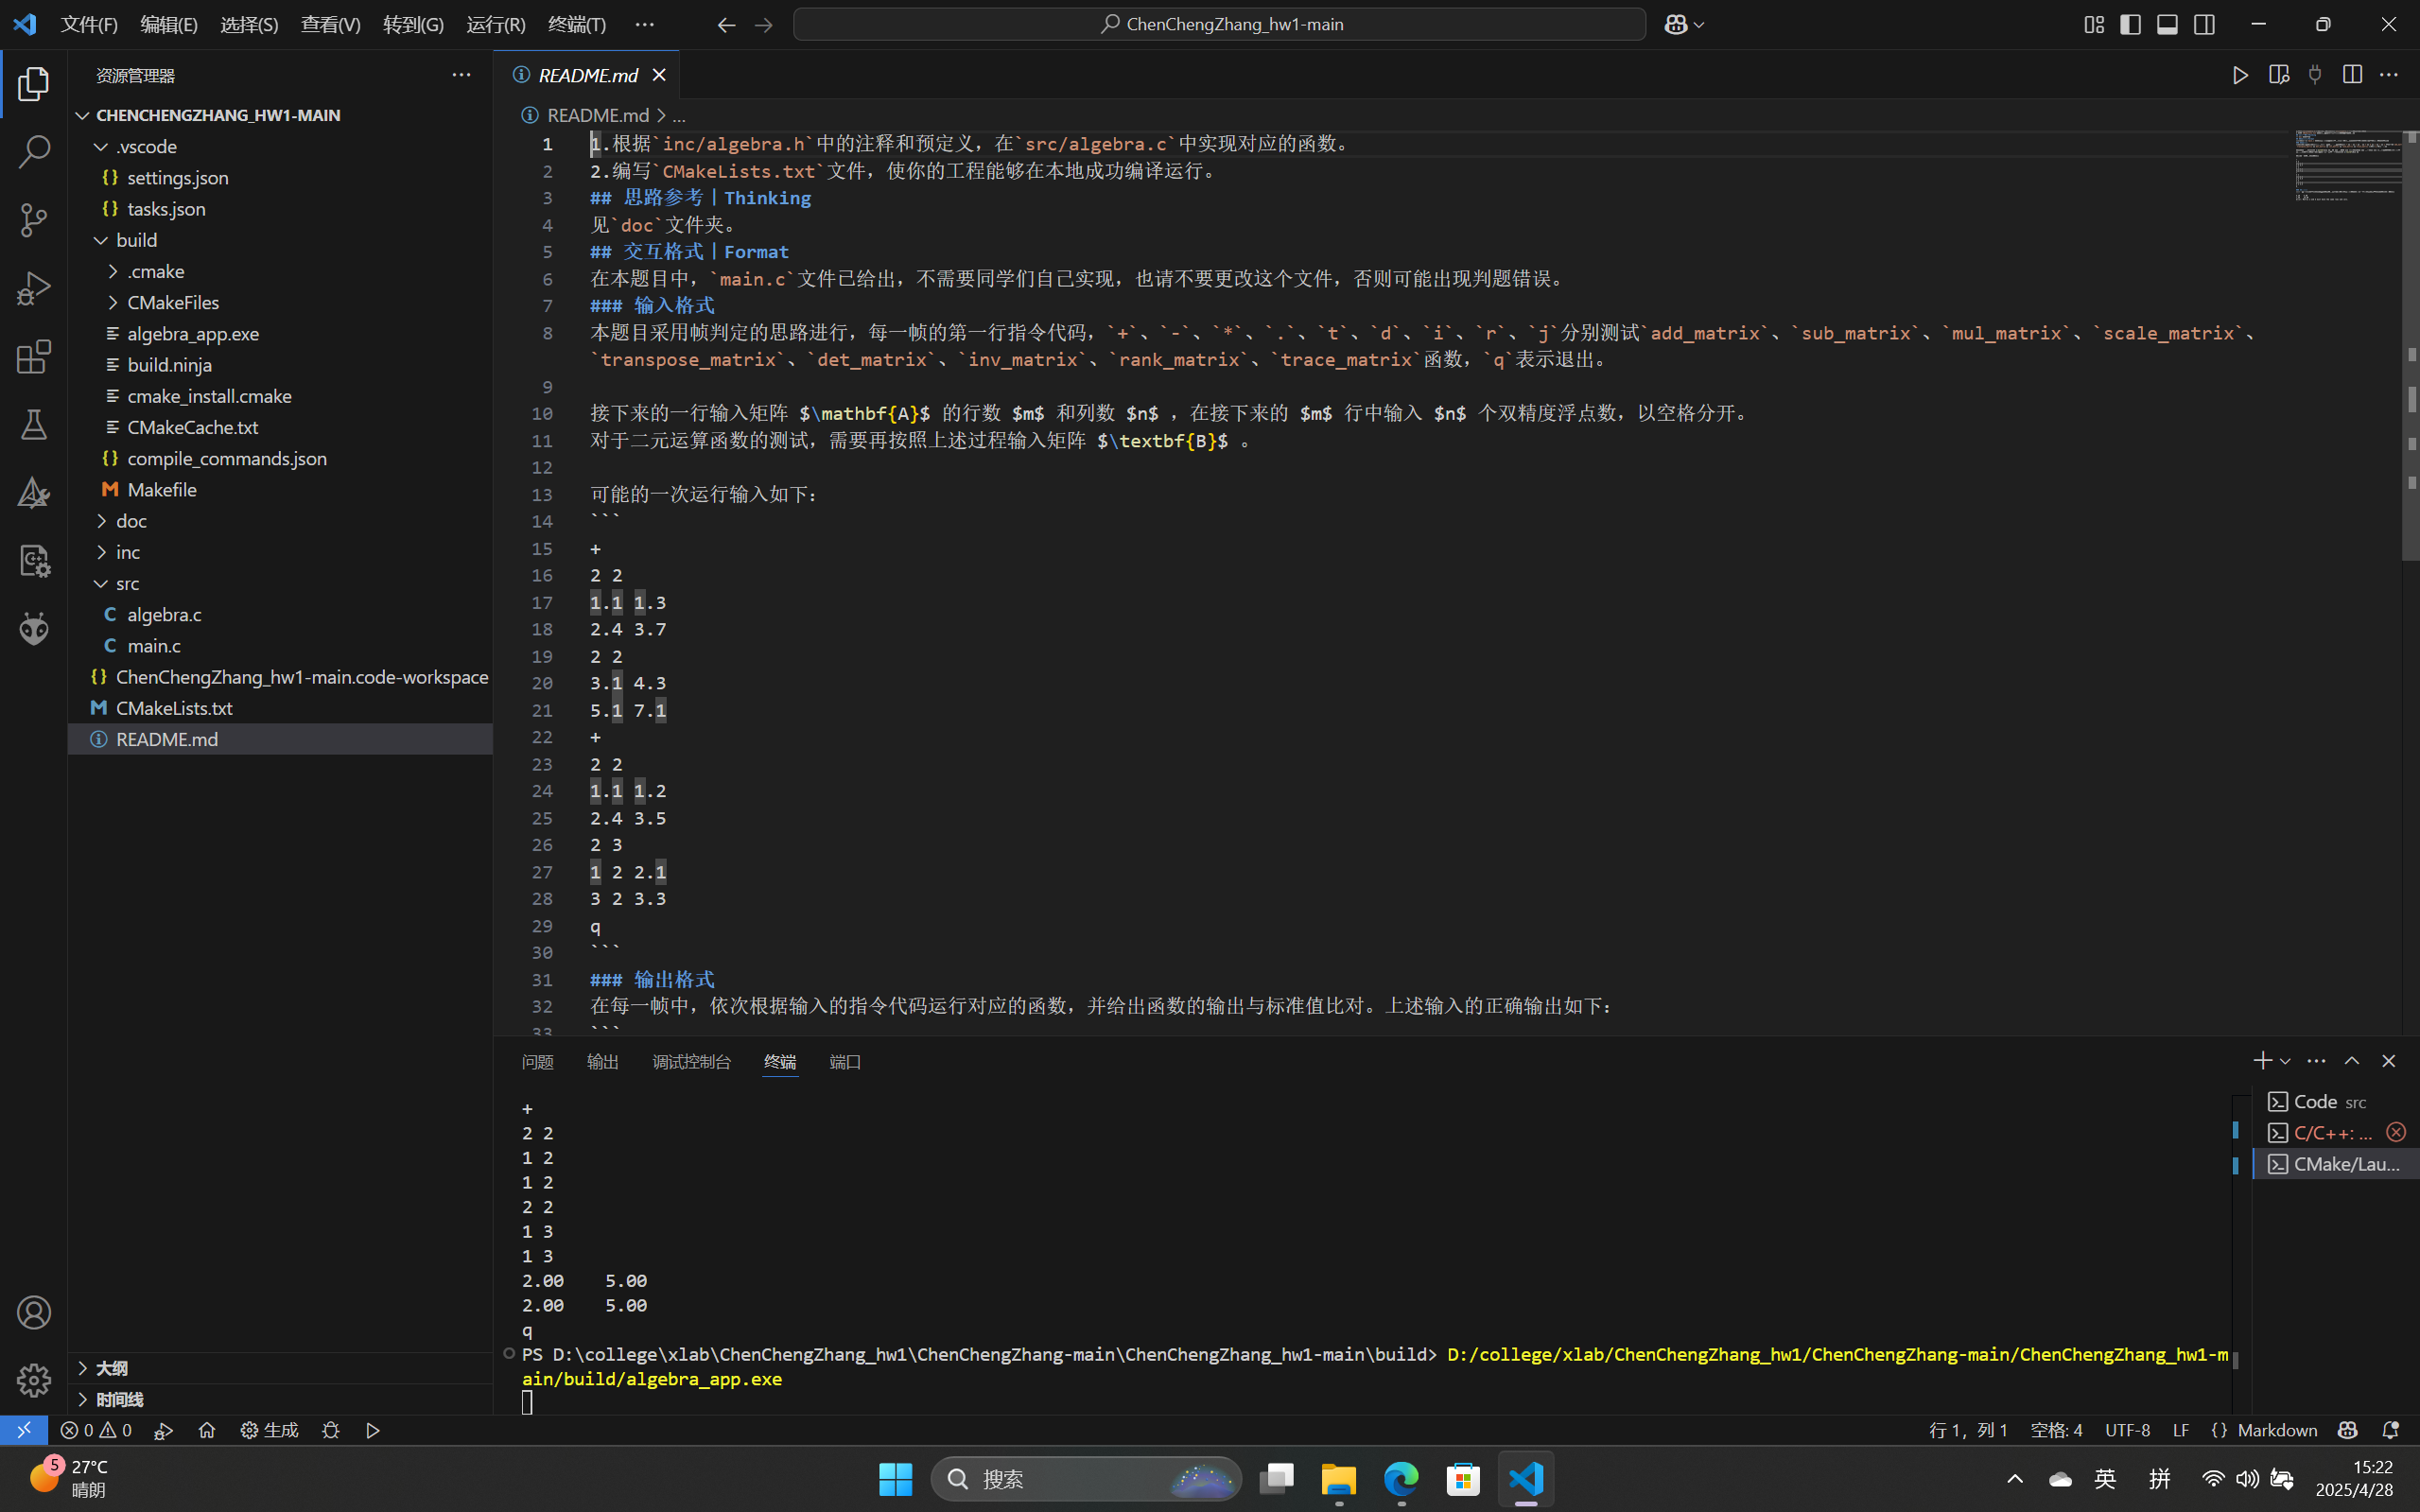 文件(F) 编辑(E) 选择(S) 查看(V) 转到(G) 运行(R) 终端(T) ···
ChenChengZhang_hw1-main
资源管理器
CHENCHENGZHANG_HW1-MAIN
.vscode
{} settings.json
{} tasks.json
build
.cmake
CMakeFiles
algebra_app.exe
build.ninja
cmake_install.cmake
CMakeCache.txt
{} compile_commands.json
M Makefile
doc
inc
src
C algebra.c
C main.c
{} ChenChengZhang_hw1-main.code-workspace
M CMakeLists.txt
README.md
大纲
时间线
README.md
README.md > ...
1 1.根据`inc/algebra.h`中的注释和预定义，在`src/algebra.c`中实现对应的函数。
2 2.编写`CMakeLists.txt`文件，使你的工程能够在本地成功编译运行。
3 ## 思路参考丨Thinking
4 见`doc`文件夹。
5 ## 交互格式丨Format
6 在本题目中，`main.c`文件已给出，不需要同学们自己实现，也请不要更改这个文件，否则可能出现判题错误。
7 ### 输入格式
8 本题目采用帧判定的思路进行，每一帧的第一行指令代码，`+`、`-`、`*`、`.`、`t`、`d`、`i`、`r`、`j`分别测试`add_matrix`、`sub_matrix`、`mul_matrix`、`scale_matrix`、
`transpose_matrix`、`det_matrix`、`inv_matrix`、`rank_matrix`、`trace_matrix`函数，`q`表示退出。
9
10 接下来的一行输入矩阵 $\mathbf{A}$ 的行数 $m$ 和列数 $n$ ，在接下来的 $m$ 行中输入 $n$ 个双精度浮点数，以空格分开。
11 对于二元运算函数的测试，需要再按照上述过程输入矩阵 $\textbf{B}$ 。
12
13 可能的一次运行输入如下：
14 ```
15 +
16 2 2
17 1.1 1.3
18 2.4 3.7
19 2 2
20 3.1 4.3
21 5.1 7.1
22 +
23 2 2
24 1.1 1.2
25 2.4 3.5
26 2 3
27 1 2 2.1
28 3 2 3.3
29 q
30 ```
31 ### 输出格式
32 在每一帧中，依次根据输入的指令代码运行对应的函数，并给出函数的输出与标准值比对。上述输入的正确输出如下：
33 ```
问题 输出 调试控制台 终端 端口
+
2 2
1 2
1 2
2 2
1 3
1 3
2.00    5.00
2.00    5.00
q
PS D:\college\xlab\ChenChengZhang_hw1\ChenChengZhang-main\ChenChengZhang_hw1-main\build> D:/college/xlab/ChenChengZhang_hw1/ChenChengZhang-main/ChenChengZhang_hw1-m
ain/build/algebra_app.exe
Code src
C/C++: ...
CMake/Lau...
0 0 生成
行 1，列 1 空格: 4 UTF-8 LF {} Markdown
5
27°C
晴朗
搜索
英 拼
15:22
2025/4/28